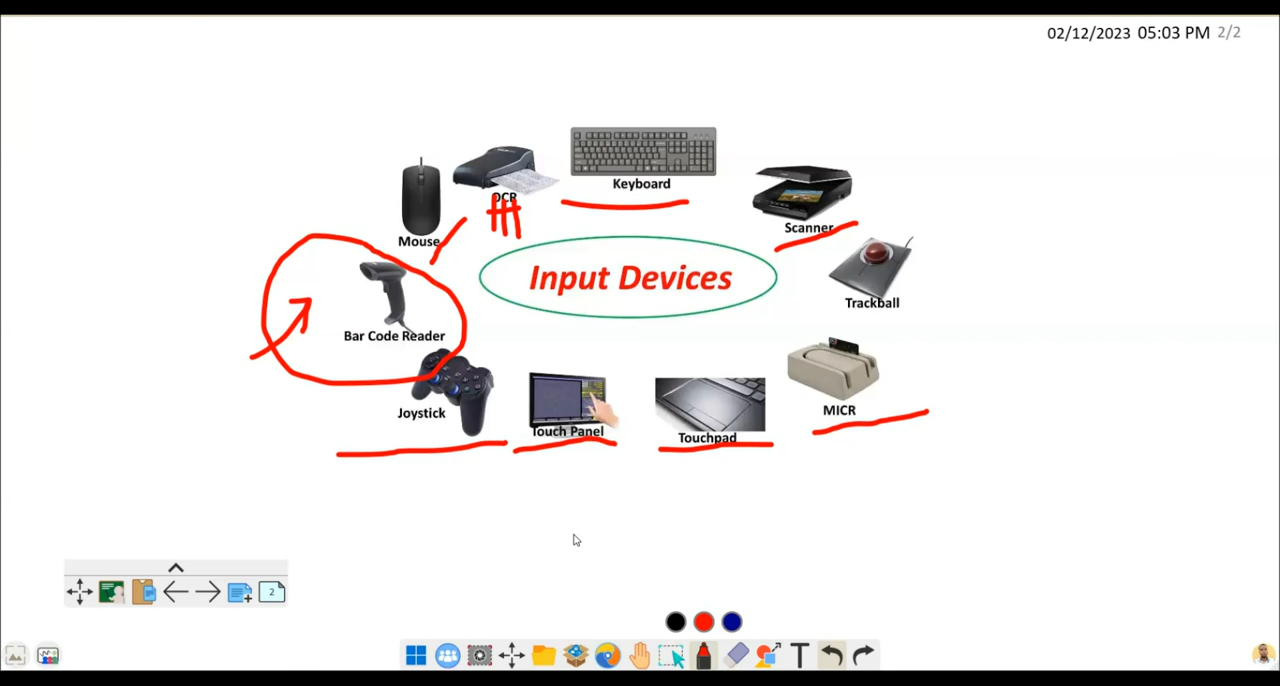 02/12/2023 05:03 PM 2/2
Keyboard
OCR
Scanner
Mouse
Input Devices
Trackball
Bar Code Reader
Joystick
Touch Panel
Touchpad
MICR
2
T